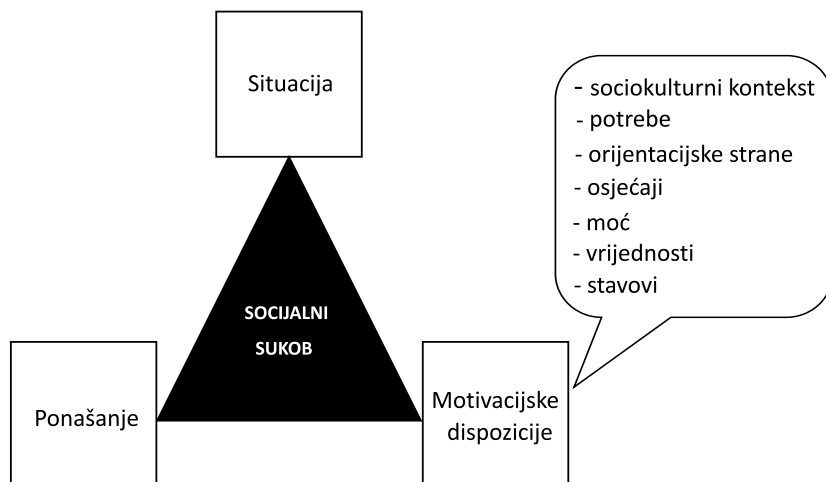 Situacija
- sociokulturni kontekst
- potrebe
- orijentacijske strane
- osjećaji
- moć
- vrijednosti
- stavovi
SOCIJALNI
SUKOB
Ponašanje
Motivacijske
dispozicije